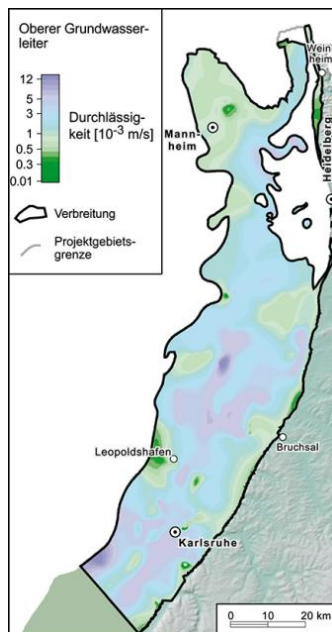 Oberer Grundwasser-
leiter
12
5
3
1
0.5
0.3
0.01
Durchlässig-
keit [10⁻³ m/s]
Verbreitung
Projektgebiets-
grenze
Wein-
heim
Mann-
heim
Heidelberg
Leopoldshafen
Bruchsal
Karlsruhe
0 10 20 km